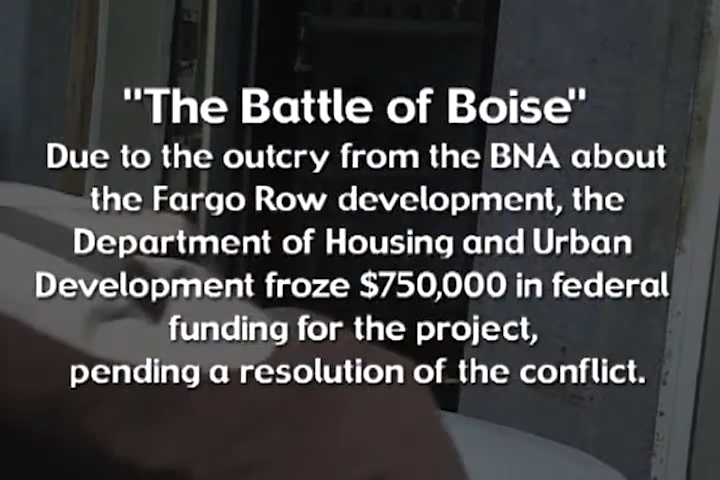 "The Battle of Boise"
Due to the outcry from the BNA about
the Fargo Row development, the
Department of Housing and Urban
Development froze $750,000 in federal
funding for the project,
pending a resolution of the conflict.